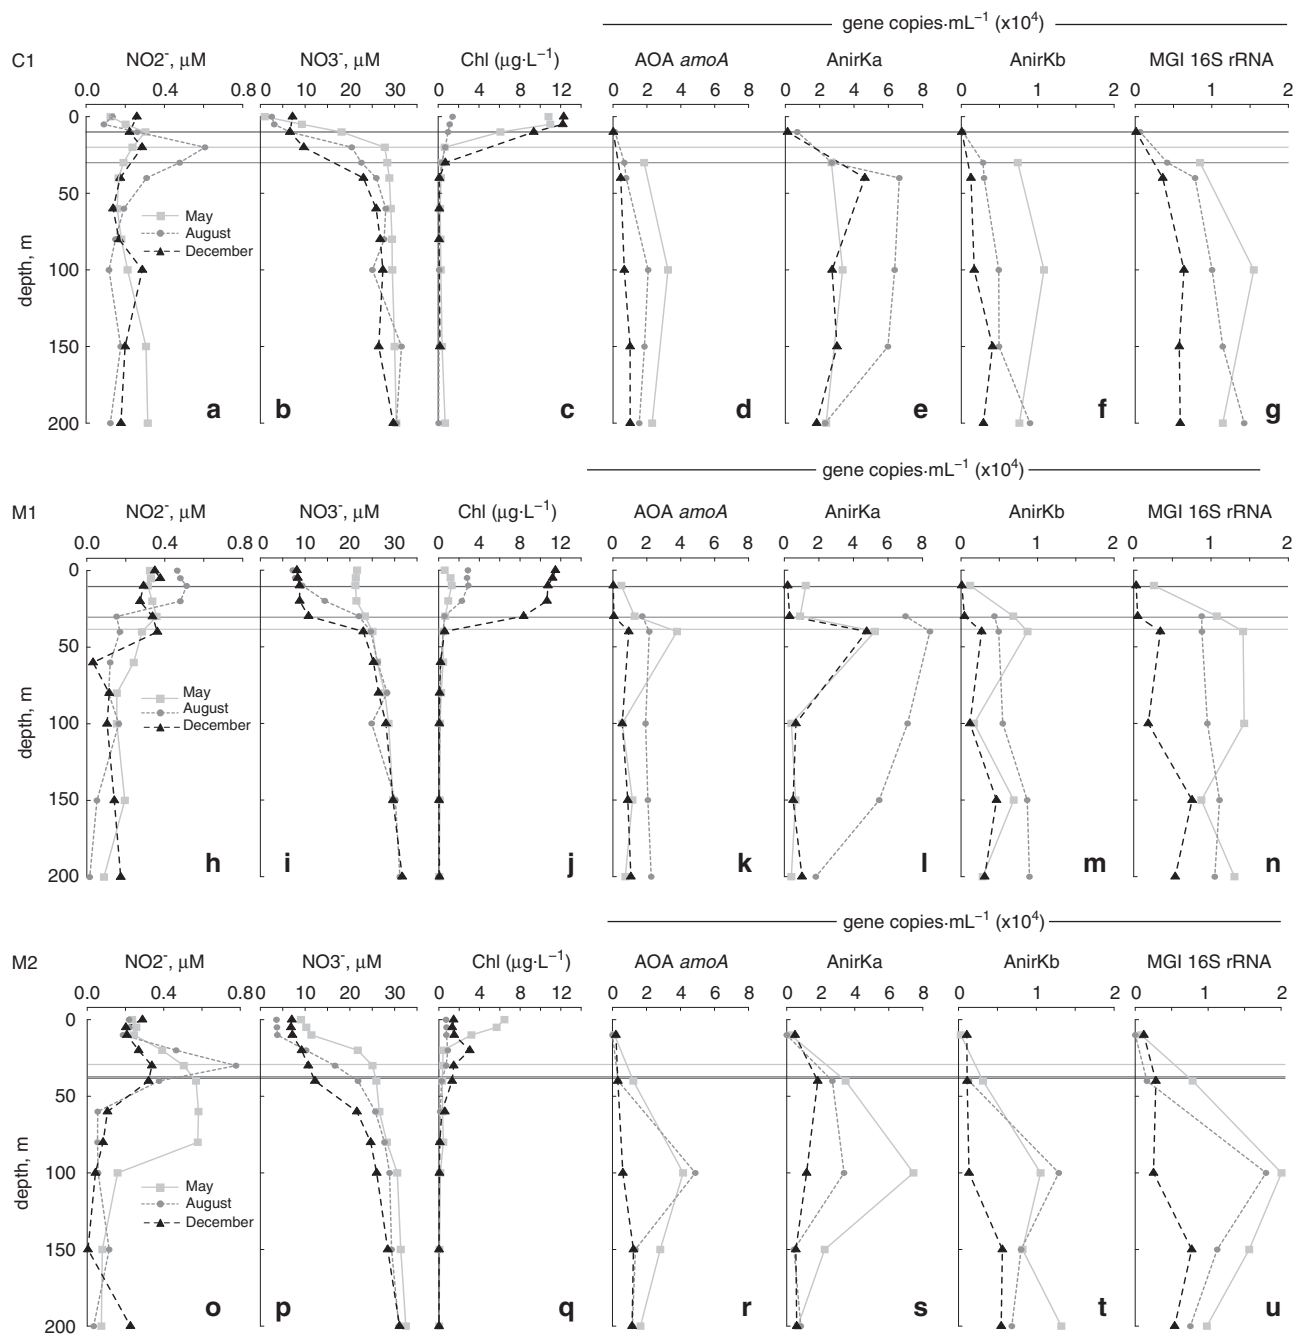 gene copies·mL⁻¹ (x10⁴)
C1 NO2⁻, μM NO3⁻, μM Chl (μg·L⁻¹) AOA amoA AnirKa AnirKb MGI 16S rRNA
0.0 0.4 0.8 0 10 20 30 0 4 8 12 0 2 4 6 0 2 4 6 8 0 1 2 0 1 2
0
50
May
August
December
depth, m
100
150
200
a b c d e f g
gene copies·mL⁻¹ (x10⁴)
M1 NO2⁻, μM NO3⁻, μM Chl (μg·L⁻¹) AOA amoA AnirKa AnirKb MGI 16S rRNA
0.0 0.4 0.8 0 10 20 30 0 4 8 12 0 2 4 6 0 2 4 6 8 0 1 2 0 1 2
0
50
May
August
December
depth, m
100
150
200
h i j k l m n
gene copies·mL⁻¹ (x10⁴)
M2 NO2⁻, μM NO3⁻, μM Chl (μg·L⁻¹) AOA amoA AnirKa AnirKb MGI 16S rRNA
0.0 0.4 0.8 0 10 20 30 0 4 8 12 0 2 4 6 0 2 4 6 8 0 1 2 0 1 2
0
50
100
May
August
December
depth, m
150
200
o p q r s t u